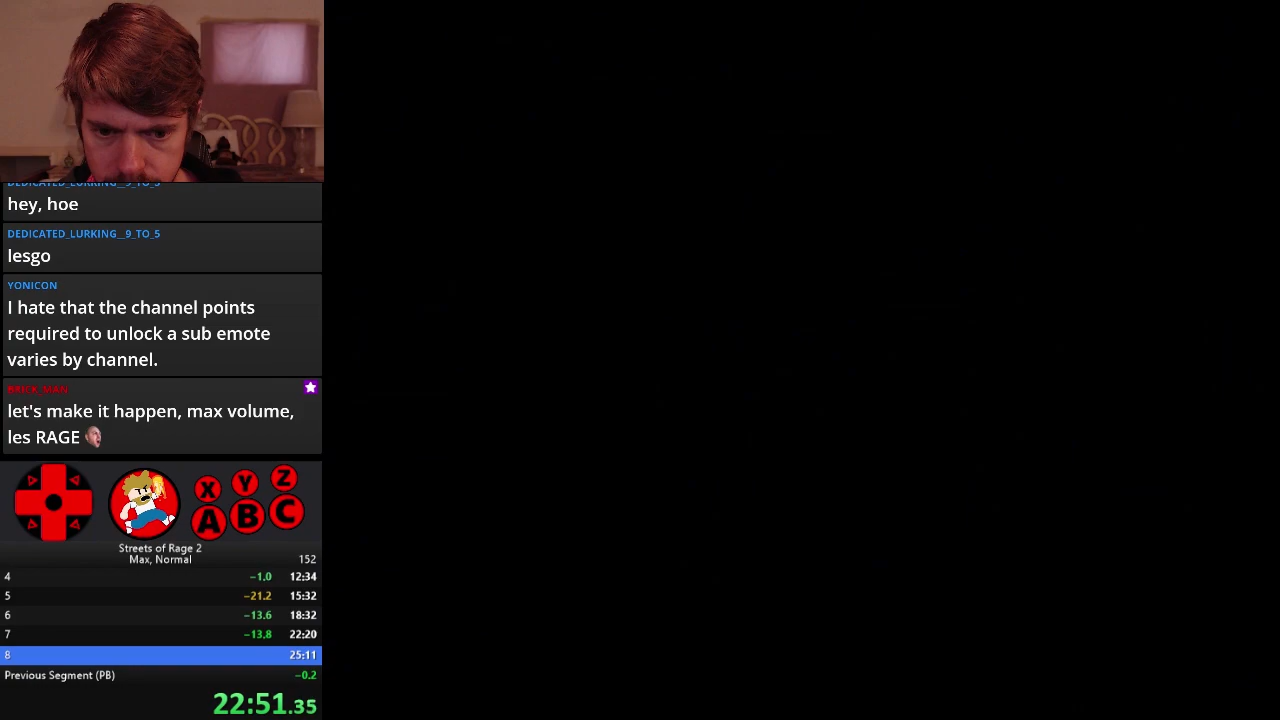 DEDICATED_LURKING__9_TO_5
hey, hoe
DEDICATED_LURKING__9_TO_5
lesgo
YONICON
I hate that the channel points
required to unlock a sub emote
varies by channel.
BRICK_MAN
let's make it happen, max volume,
les RAGE
X Y Z
A B C
Streets of Rage 2
Max, Normal 152
4 −1.0 12:34
5 −21.2 15:32
6 −13.6 18:32
7 −13.8 22:20
8 25:11
Previous Segment (PB) −0.2
22:51.35